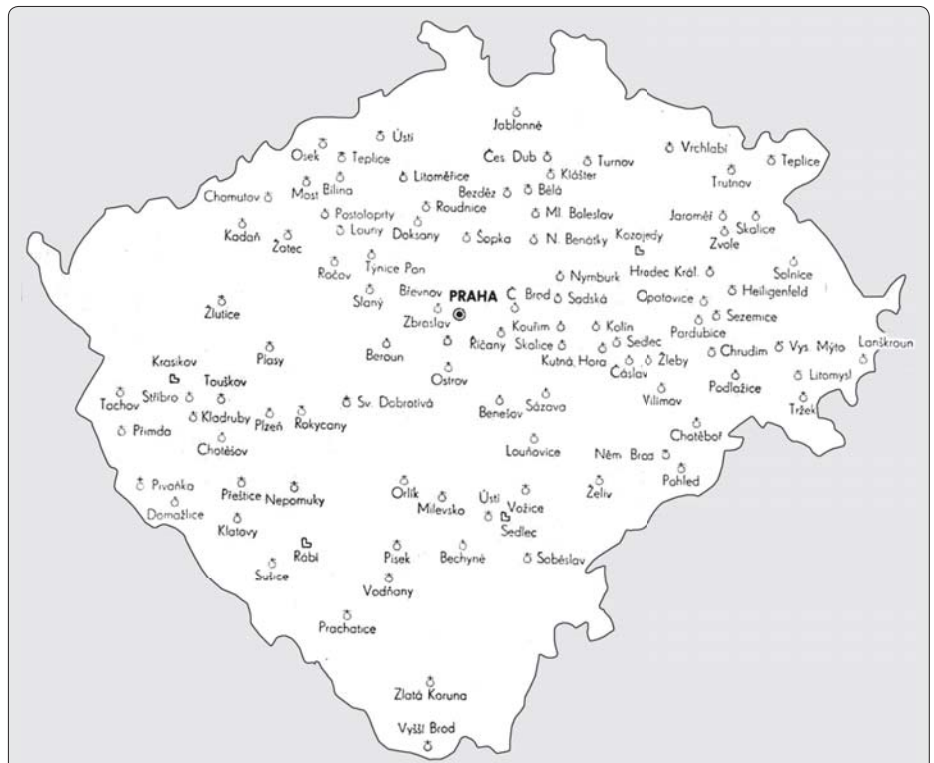 Jablonné
Ústí
Osek
Teplice
Čes. Dub
Turnov
Vrchlabí
Teplice
Trutnov
Most
Bílina
Litoměřice
Klášter
Bezděz
Bělá
Chomutov
Postoloprty
Roudnice
Ml. Boleslav
Jaroměř
Skalice
Kadaň
Žatec
Louny
Doksany
Šopka
N. Benátky
Kozojedy
Zvole
Ročov
Týnice Pan
Nymburk
Hradec Král.
Solnice
Žlutice
Slaný
Břevnov
PRAHA
Č Brod
Sadská
Opatovice
Heiligenfeld
Zbraslav
Kouřim
Kolín
Pardubice
Sezemice
Plasy
Beroun
Říčany
Skalice
Sedec
Kutná Hora
Žleby
Chrudim
Vys. Mýto
Lanškroun
Krasíkov
Touškov
Ostrov
Čáslav
Podlažice
Litomysl
Tachov
Stříbro
Kladruby
Plzeň
Rokycany
Sv. Dobrotivá
Benešov
Sázava
Vilímov
Tržek
Přimda
Chotěšov
Louňovice
Chotěboř
Něm. Brod
Pohled
Pivoňka
Přeštice
Nepomuky
Orlík
Milevsko
Ústí
Vožice
Želiv
Domažlice
Klatovy
Sedlec
Rábí
Sušice
Písek
Bechyně
Soběslav
Vodňany
Prachatice
Zlatá Koruna
Vyšší Brod